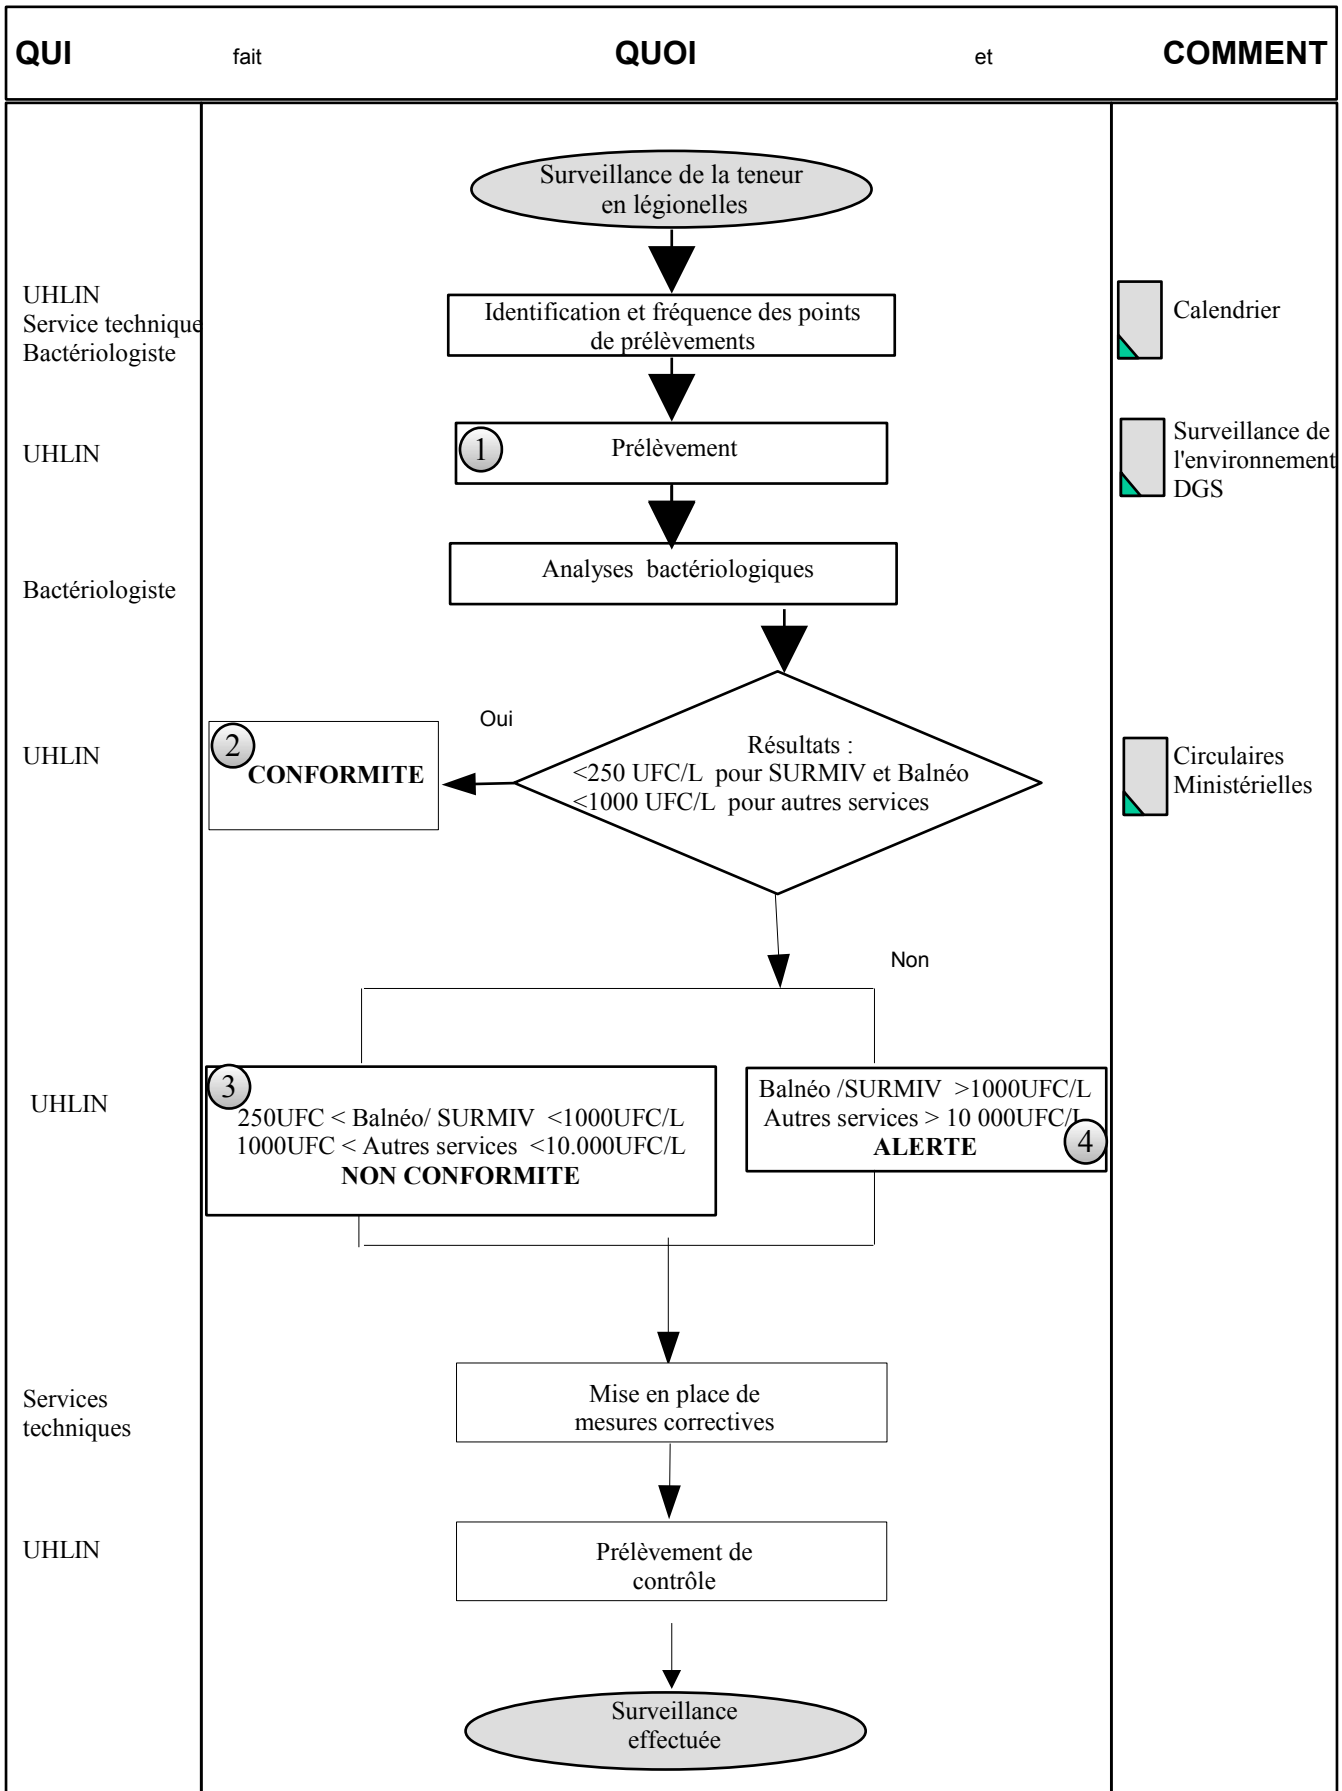 QUI fait QUOI et COMMENT
Surveillance de la teneur
en légionelles
UHLIN
Service technique
Bactériologiste
Identification et fréquence des points
de prélèvements
Calendrier
UHLIN
1
Prélèvement
Surveillance de
l'environnement
DGS
Bactériologiste
Analyses bactériologiques
UHLIN
2
CONFORMITE
Oui
Résultats :
<250 UFC/L pour SURMIV et Balnéo
<1000 UFC/L pour autres services
Circulaires
Ministérielles
Non
UHLIN
3
250UFC < Balnéo/ SURMIV <1000UFC/L
1000UFC < Autres services <10.000UFC/L
NON CONFORMITE
Balnéo /SURMIV >1000UFC/L
Autres services > 10 000UFC/L
ALERTE
4
Services
techniques
Mise en place de
mesures correctives
UHLIN
Prélèvement de
contrôle
Surveillance
effectuée